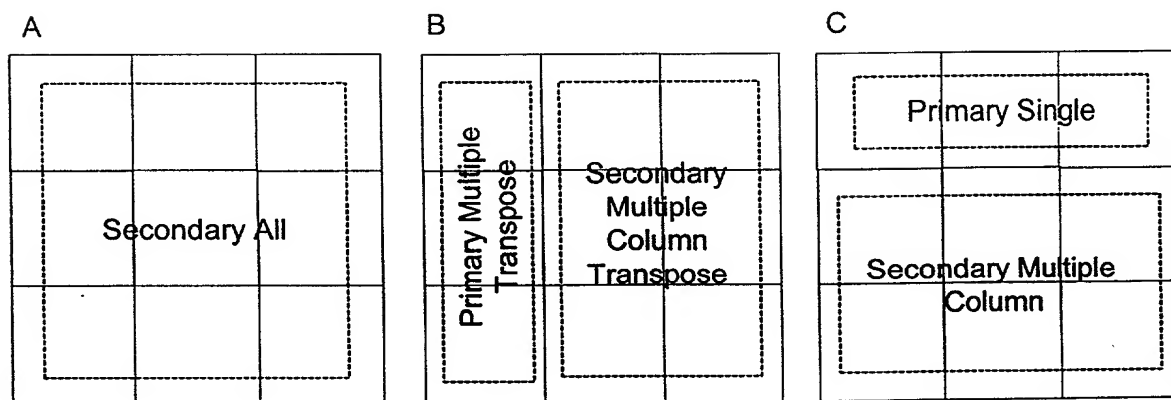 A
Secondary All
B
Primary Multiple
Transpose
Secondary
Multiple
Column
Transpose
C
Primary Single
Secondary Multiple
Column